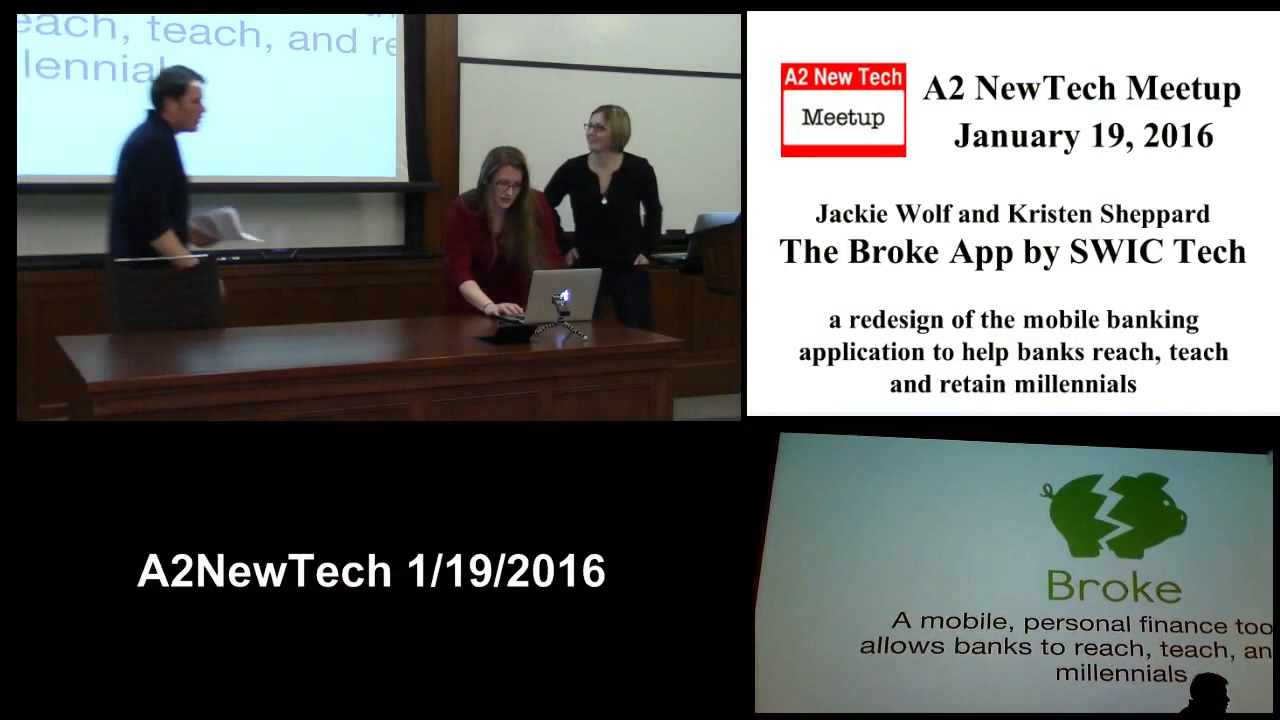 each, teach, and re
lennial
A2 New Tech
Meetup
A2 NewTech Meetup
January 19, 2016
Jackie Wolf and Kristen Sheppard
The Broke App by SWIC Tech
a redesign of the mobile banking
application to help banks reach, teach
and retain millennials
A2NewTech 1/19/2016
Broke
A mobile, personal finance too
allows banks to reach, teach, an
millennials